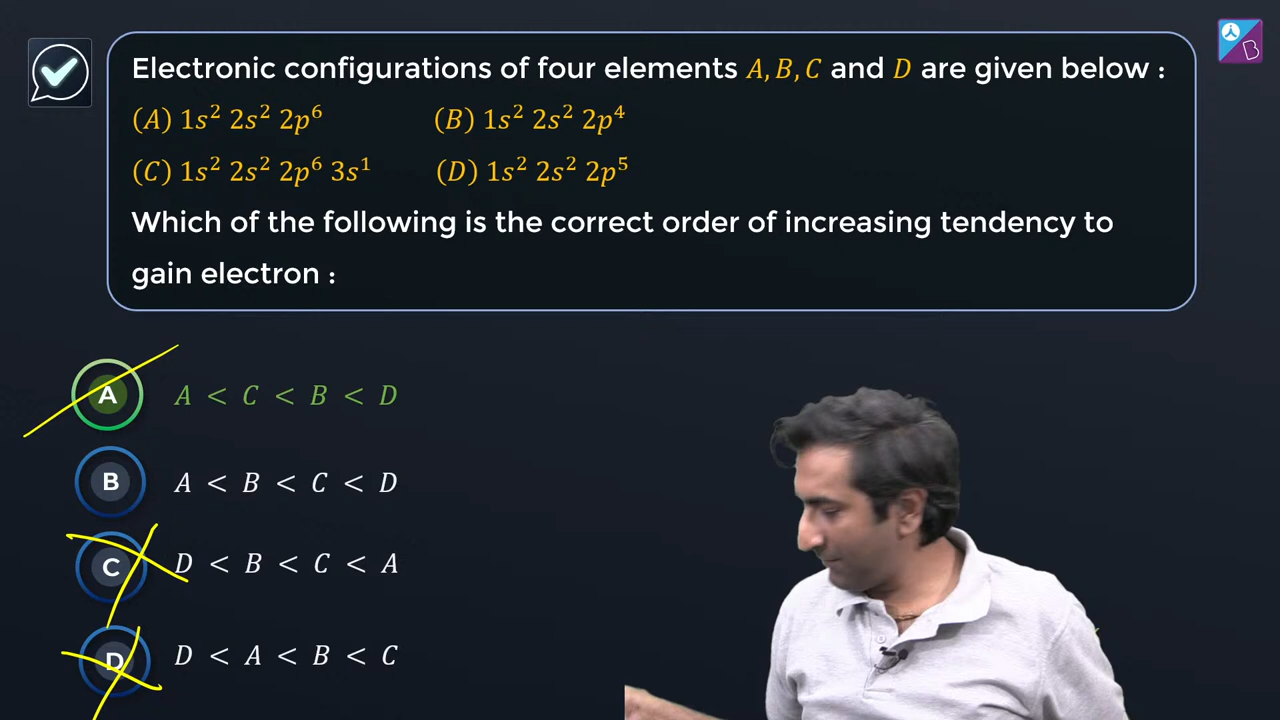 Electronic configurations of four elements A, B, C and D are given below :
(A) 1s² 2s² 2p⁶ (B) 1s² 2s² 2p⁴
(C) 1s² 2s² 2p⁶ 3s¹ (D) 1s² 2s² 2p⁵
Which of the following is the correct order of increasing tendency to
gain electron :
A A < C < B < D
B A < B < C < D
C D < B < C < A
D D < A < B < C
B